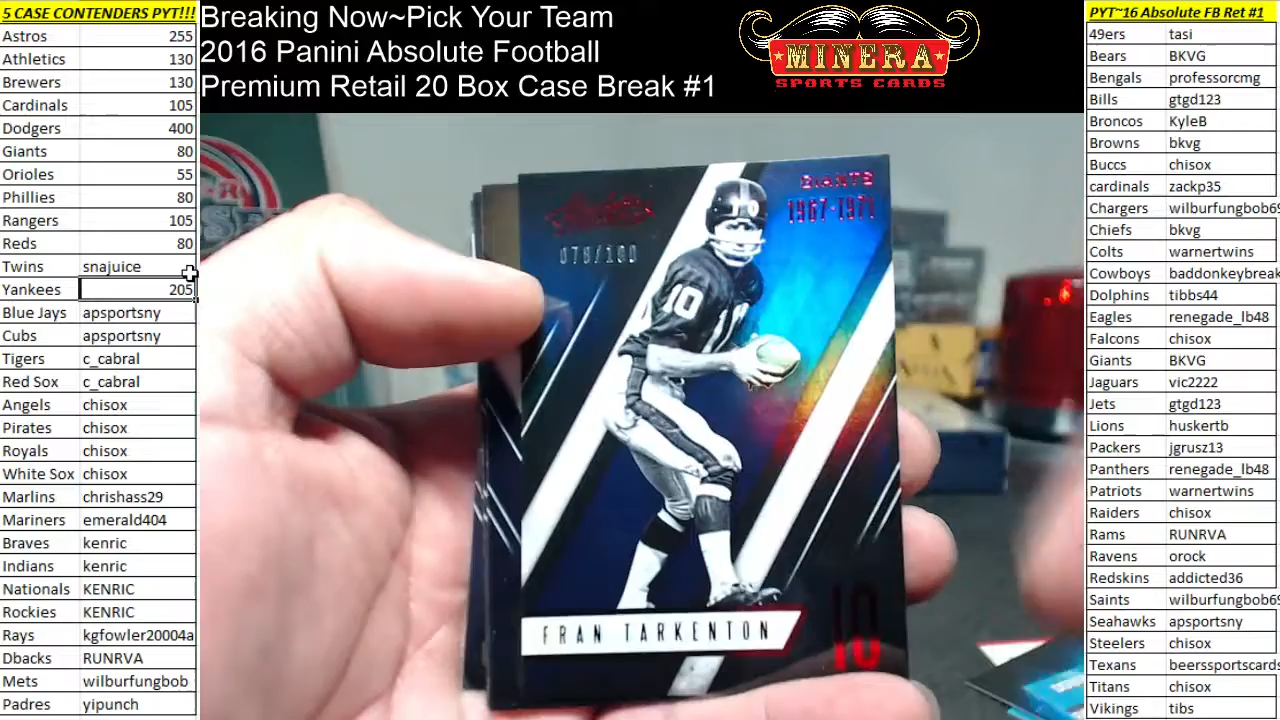 5 CASE CONTENDERS PYT!!!
Astros 255
Athletics 130
Brewers 130
Cardinals 105
Dodgers 400
Giants 80
Orioles 55
Phillies 80
Rangers 105
Reds 80
Twins snajuice
Yankees 205
Blue Jays apsportsny
Cubs apsportsny
Tigers c_cabral
Red Sox c_cabral
Angels chisox
Pirates chisox
Royals chisox
White Sox chisox
Marlins chrishass29
Mariners emerald404
Braves kenric
Indians kenric
Nationals KENRIC
Rockies KENRIC
Rays kgfowler20004a
Dbacks RUNRVA
Mets wilburfungbob
Padres yipunch
Breaking Now~Pick Your Team
2016 Panini Absolute Football
Premium Retail 20 Box Case Break #1
MINERA
SPORTS CARDS
Absolute
GIANTS
1967-1971
078/100
10
10
FRAN TARKENTON
10
PYT~16 Absolute FB Ret #1
49ers tasi
Bears BKVG
Bengals professorcmg
Bills gtgd123
Broncos KyleB
Browns bkvg
Buccs chisox
cardinals zackp35
Chargers wilburfungbob69
Chiefs bkvg
Colts warnertwins
Cowboys baddonkeybreak
Dolphins tibbs44
Eagles renegade_lb48
Falcons chisox
Giants BKVG
Jaguars vic2222
Jets gtgd123
Lions huskertb
Packers jgrusz13
Panthers renegade_lb48
Patriots warnertwins
Raiders chisox
Rams RUNRVA
Ravens orock
Redskins addicted36
Saints wilburfungbob69
Seahawks apsportsny
Steelers chisox
Texans beerssportscards
Titans chisox
Vikings tibs